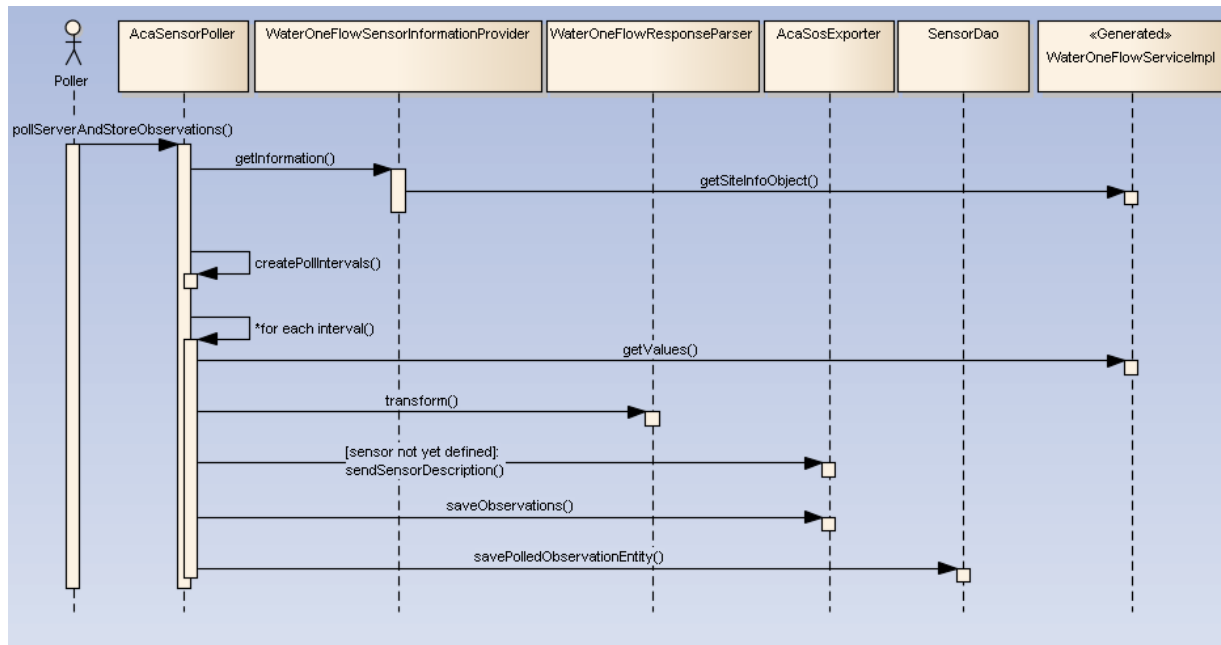 AcaSensorPoller
WaterOneFlowSensorInformationProvider
WaterOneFlowResponseParser
AcaSosExporter
SensorDao
«Generated»
WaterOneFlowServiceImpl
Poller
pollServerAndStoreObservations()
getInformation()
getSiteInfoObject()
createPollIntervals()
*for each interval()
getValues()
transform()
[sensor not yet defined]:
sendSensorDescription()
saveObservations()
savePolledObservationEntity()